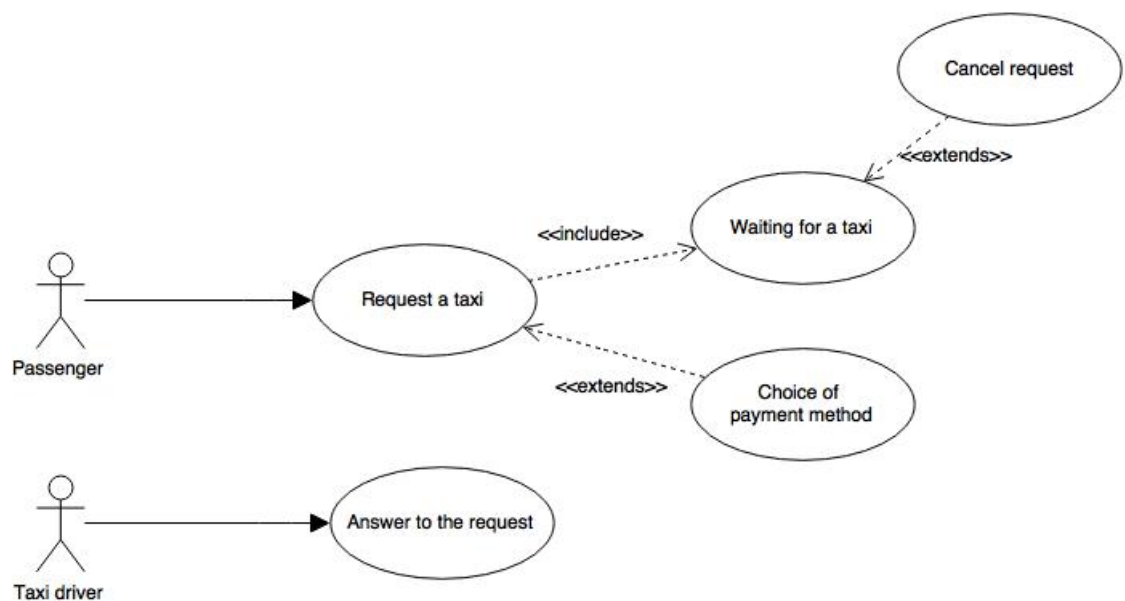 Cancel request
<<extends>>
Waiting for a taxi
<<include>>
Request a taxi
Passenger
<<extends>>
Choice of
payment method
Answer to the request
Taxi driver